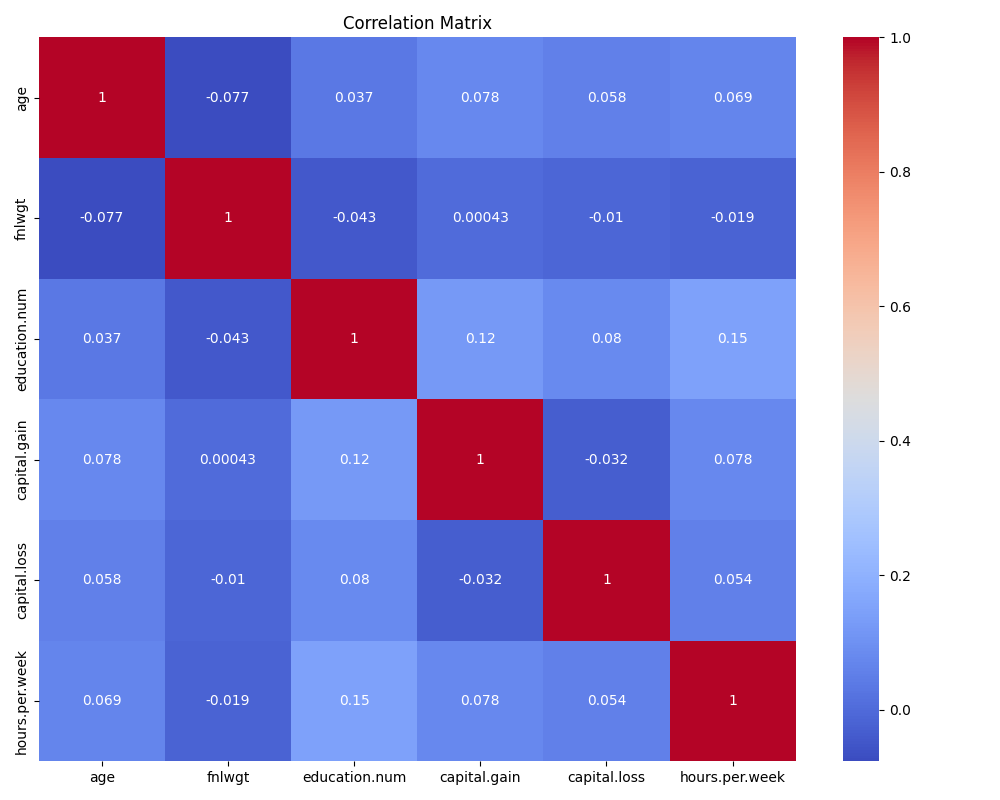 Correlation Matrix
age 1 -0.077 0.037 0.078 0.058 0.069
fnlwgt -0.077 1 -0.043 0.00043 -0.01 -0.019
education.num 0.037 -0.043 1 0.12 0.08 0.15
capital.gain 0.078 0.00043 0.12 1 -0.032 0.078
capital.loss 0.058 -0.01 0.08 -0.032 1 0.054
hours.per.week 0.069 -0.019 0.15 0.078 0.054 1
age fnlwgt education.num capital.gain capital.loss hours.per.week
1.0
0.8
0.6
0.4
0.2
0.0